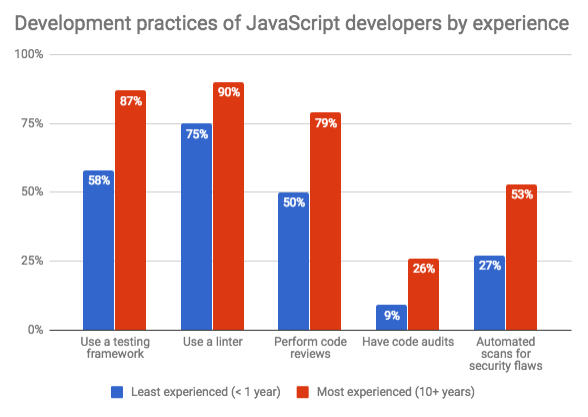 Development practices of JavaScript developers by experience
100%
75%
50%
25%
0%
58%
87%
75%
90%
50%
79%
9%
26%
27%
53%
Use a testing
framework
Use a linter
Perform code
reviews
Have code audits
Automated
scans for
security flaws
Least experienced (< 1 year)
Most experienced (10+ years)